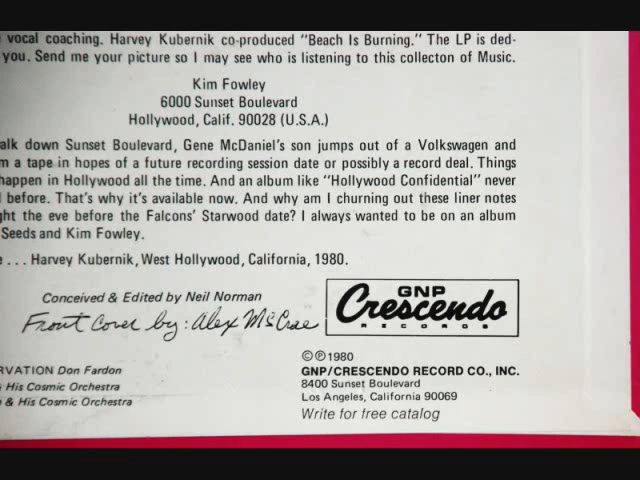 vocal coaching. Harvey Kubernik co-produced "Beach Is Burning." The LP is ded-
you. Send me your picture so I may see who is listening to this collecton of Music.
Kim Fowley
6000 Sunset Boulevard
Hollywood, Calif. 90028 (U.S.A.)
alk down Sunset Boulevard, Gene McDaniel's son jumps out of a Volkswagen and
m a tape in hopes of a future recording session date or possibly a record deal. Things
happen in Hollywood all the time. And an album like "Hollywood Confidential" never
l before. That's why it's available now. And why am I churning out these liner notes
ght the eve before the Falcons' Starwood date? I always wanted to be on an album
Seeds and Kim Fowley.
e . . . Harvey Kubernik, West Hollywood, California, 1980.
Conceived & Edited by Neil Norman
Front cover by: Alex McCrae
GNP
Crescendo
RECORDS
RVATION Don Fardon
& His Cosmic Orchestra
& His Cosmic Orchestra
©℗1980
GNP/CRESCENDO RECORD CO., INC.
8400 Sunset Boulevard
Los Angeles, California 90069
Write for free catalog